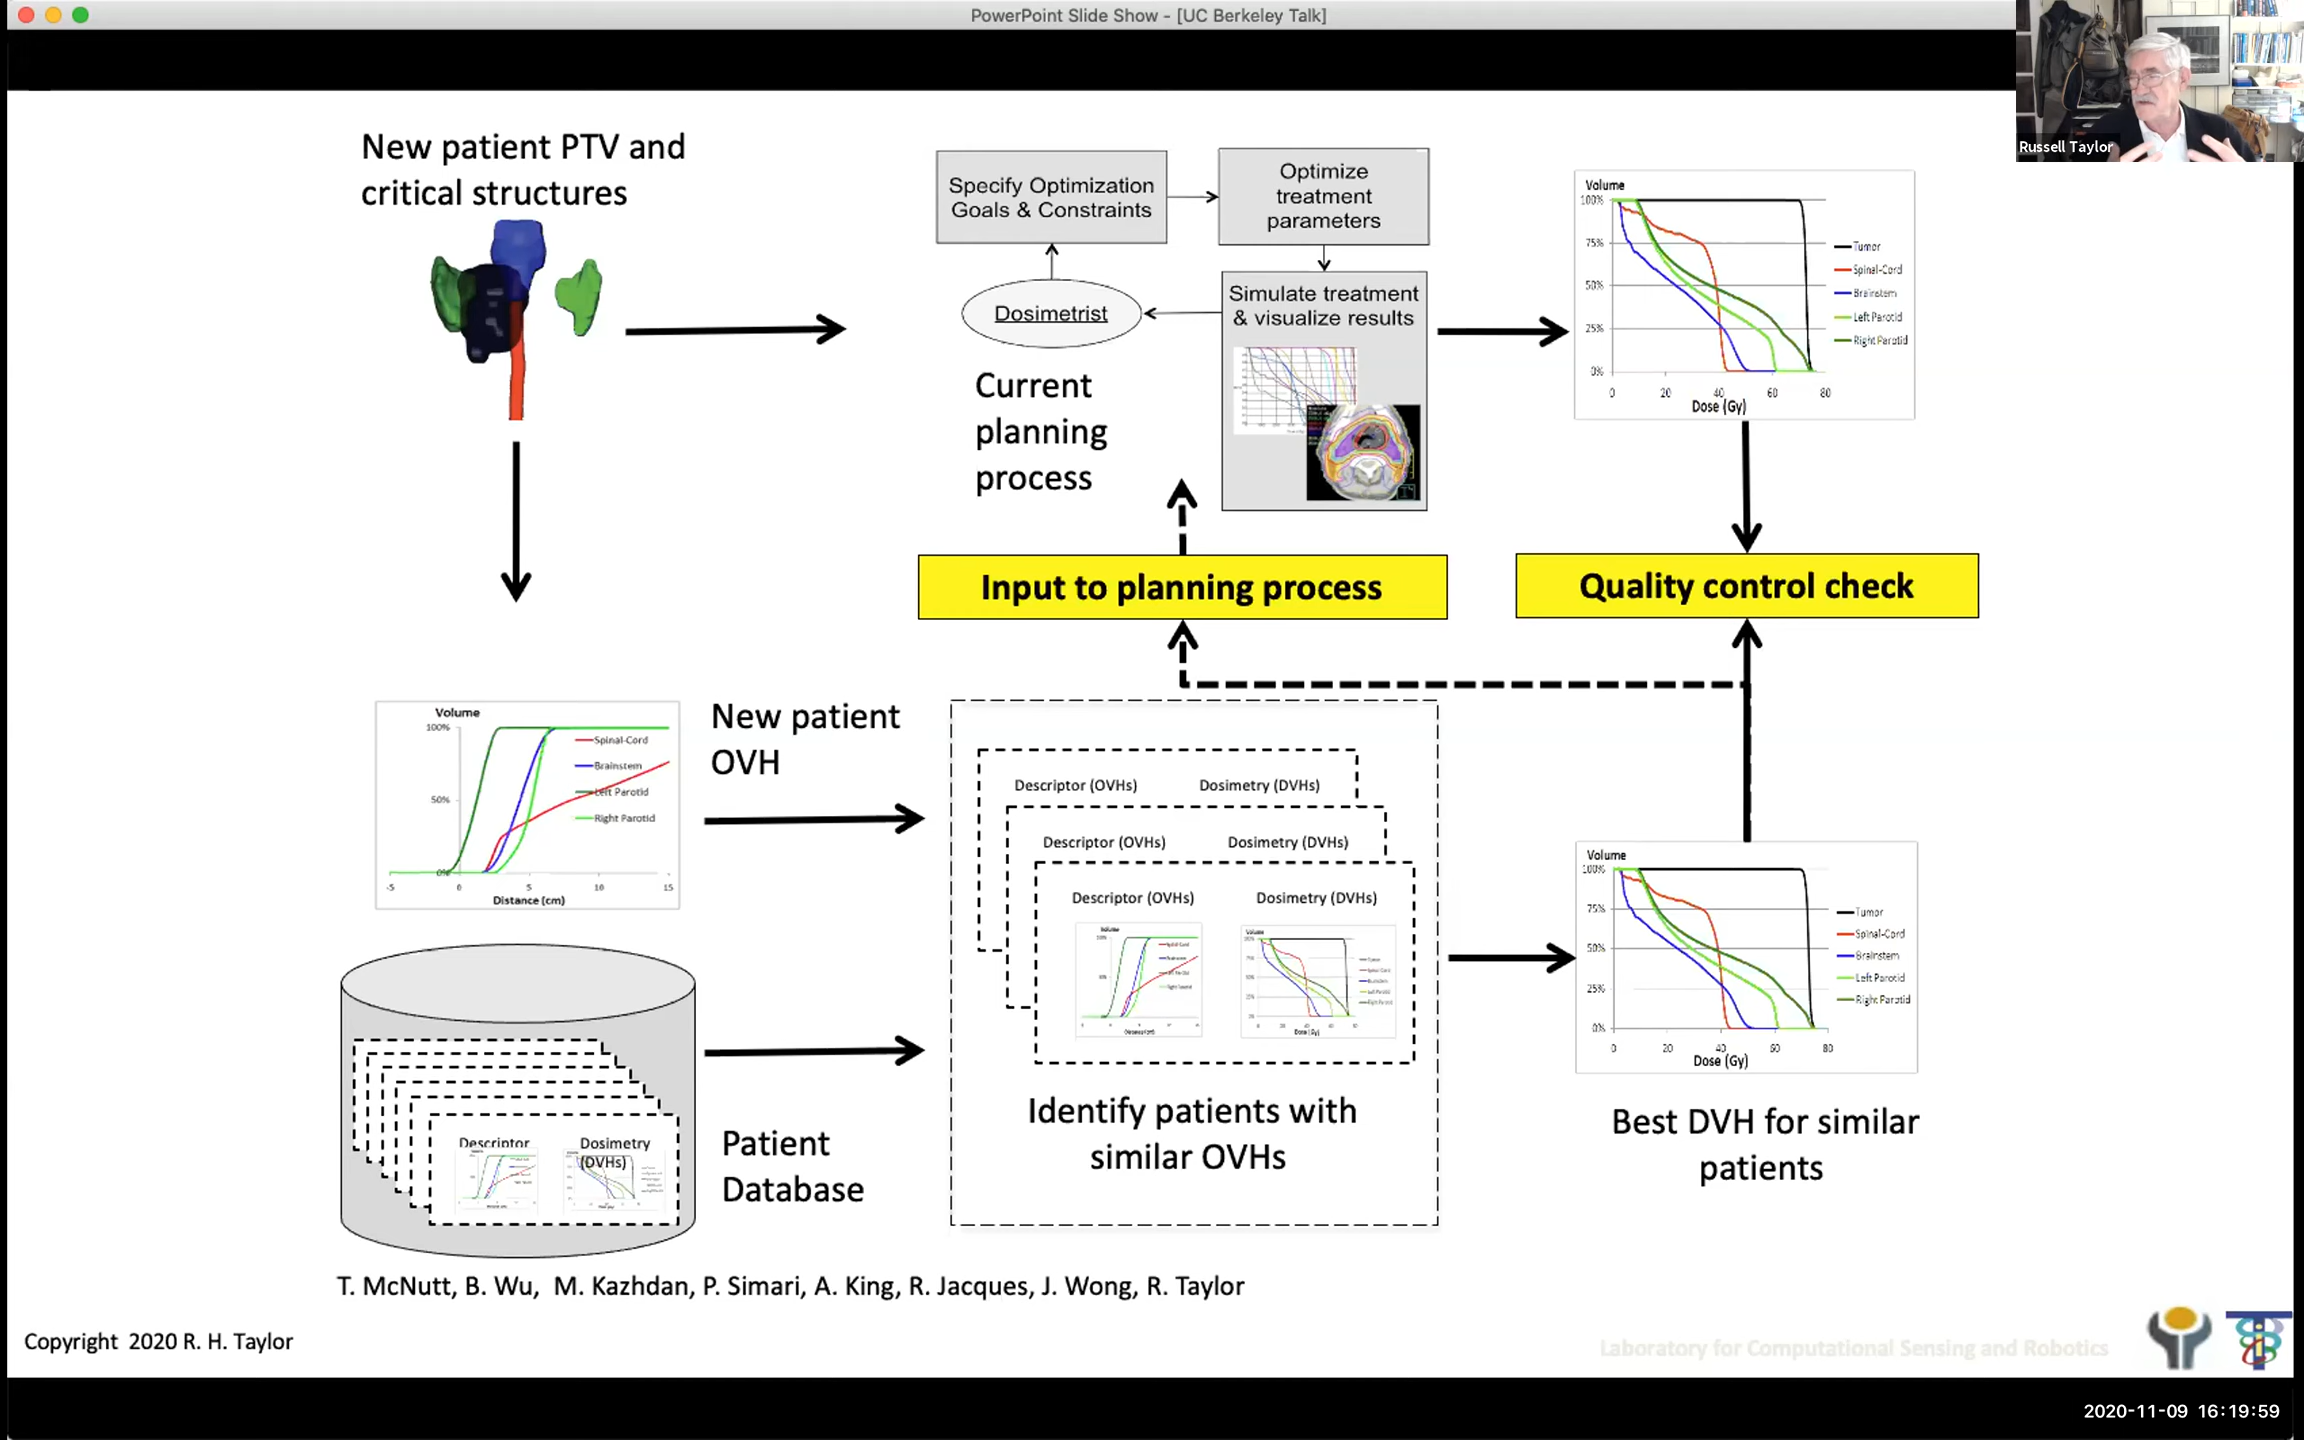 PowerPoint Slide Show - [UC Berkeley Talk]
Russell Taylor
New patient PTV and
critical structures
Specify Optimization
Goals & Constraints
Optimize
treatment
parameters
Dosimetrist
Simulate treatment
& visualize results
Current
planning
process
Volume
100%
75%
50%
25%
0%
0 20 40 60 80
Dose (Gy)
Tumor
Spinal-Cord
Brainstem
Left Parotid
Right Parotid
Input to planning process
Quality control check
Volume
100%
50%
0%
-5 0 5 10 15
Distance (cm)
Spinal-Cord
Brainstem
Left Parotid
Right Parotid
New patient
OVH
Descriptor (OVHs) Dosimetry (DVHs)
Descriptor (OVHs) Dosimetry (DVHs)
Descriptor (OVHs) Dosimetry (DVHs)
Identify patients with
similar OVHs
Volume
100%
75%
50%
25%
0%
0 20 40 60 80
Dose (Gy)
Tumor
Spinal-Cord
Brainstem
Left Parotid
Right Parotid
Best DVH for similar
patients
Descriptor
Dosimetry
(DVHs)
Patient
Database
T. McNutt, B. Wu, M. Kazhdan, P. Simari, A. King, R. Jacques, J. Wong, R. Taylor
Copyright 2020 R. H. Taylor
Laboratory for Computational Sensing and Robotics
2020-11-09 16:19:59